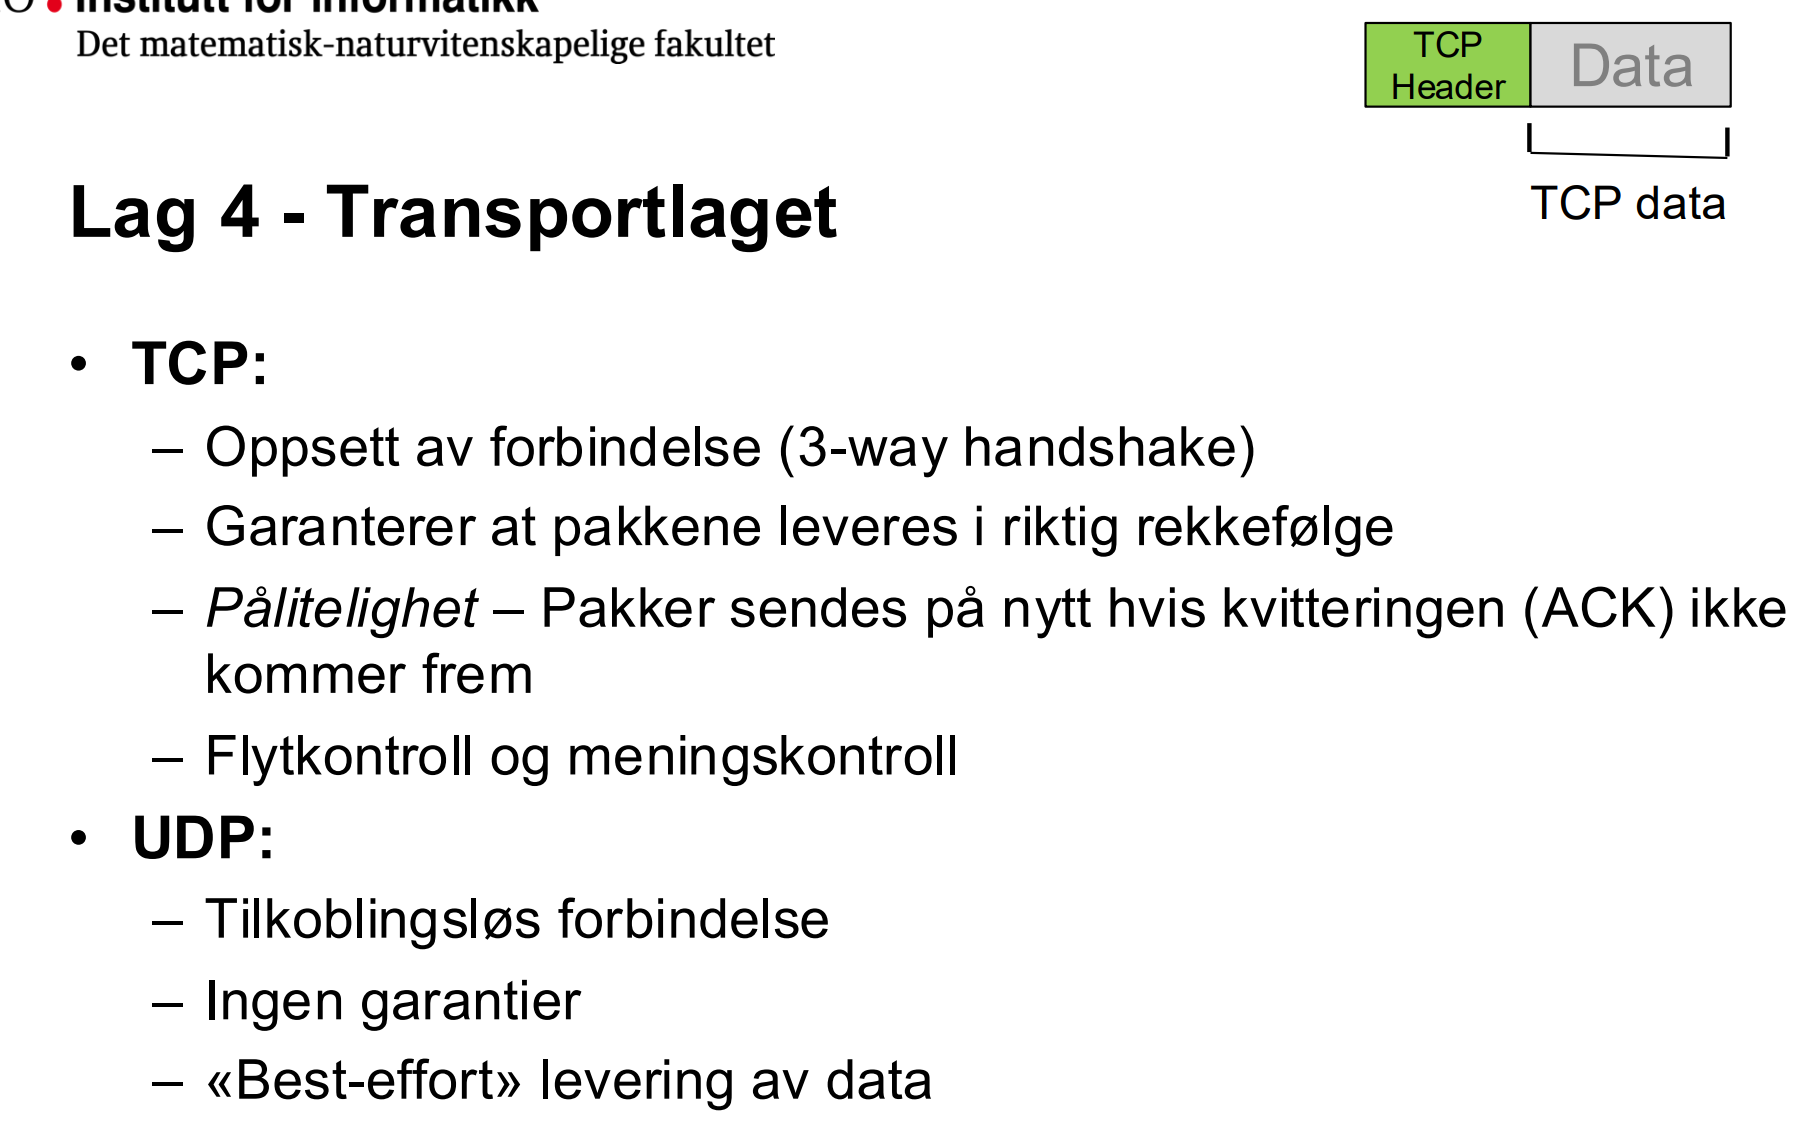 Institutt for informatikk
Det matematisk-naturvitenskapelige fakultet
TCP
Header
Data
TCP data
Lag 4 - Transportlaget
• TCP:
– Oppsett av forbindelse (3-way handshake)
– Garanterer at pakkene leveres i riktig rekkefølge
– Pålitelighet – Pakker sendes på nytt hvis kvitteringen (ACK) ikke
kommer frem
– Flytkontroll og meningskontroll
• UDP:
– Tilkoblingsløs forbindelse
– Ingen garantier
– «Best-effort» levering av data